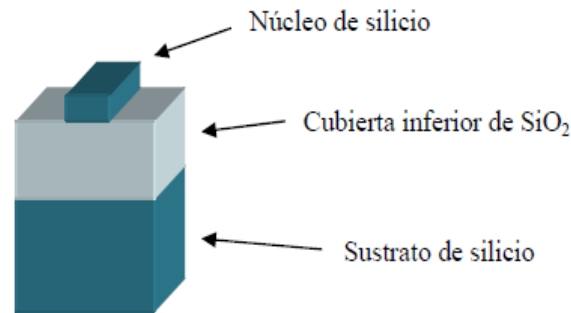 Núcleo de silicio
Cubierta inferior de SiO₂
Sustrato de silicio